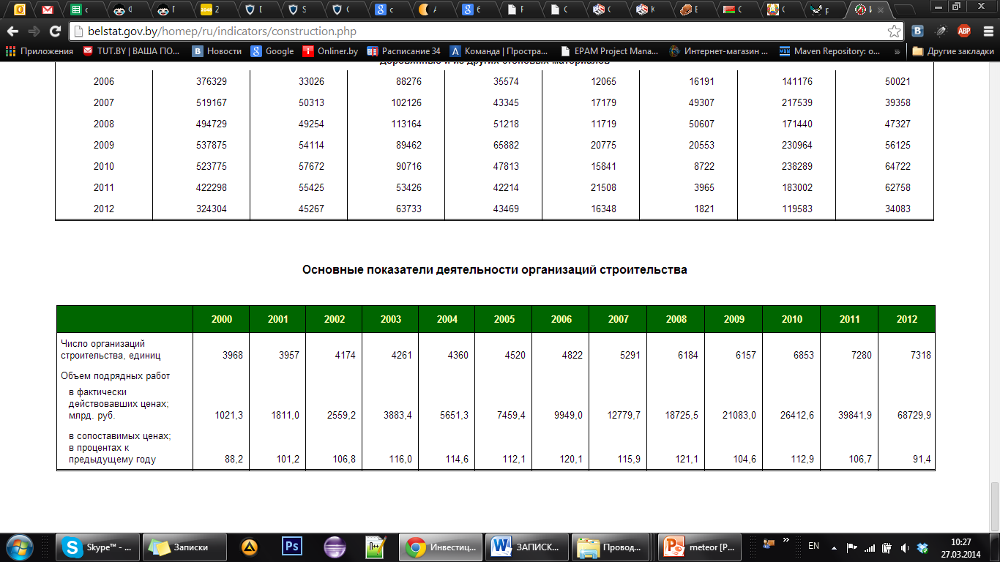 belstat.gov.by/homep/ru/indicators/construction.php
Приложения TUT.BY | ВАША ПО... Новости Google Onliner.by Расписание 34 Команда | Простра... EPAM Project Mana... Интернет-магазин ... Maven Repository: o... » Другие закладки
2006 376329 33026 88276 35574 12065 16191 141176 50021
2007 519167 50313 102126 43345 17179 49307 217539 39358
2008 494729 49254 113164 51218 11719 50607 171440 47327
2009 537875 54114 89462 65882 20775 20553 230964 56125
2010 523775 57672 90716 47813 15841 8722 238289 64722
2011 422298 55425 53426 42214 21508 3965 183002 62758
2012 324304 45267 63733 43469 16348 1821 119583 34083
Основные показатели деятельности организаций строительства
2000 2001 2002 2003 2004 2005 2006 2007 2008 2009 2010 2011 2012
Число организаций
строительства, единиц 3968 3957 4174 4261 4360 4520 4822 5291 6184 6157 6853 7280 7318
Объем подрядных работ
в фактически
действовавших ценах;
млрд. руб. 1021,3 1811,0 2559,2 3883,4 5651,3 7459,4 9949,0 12779,7 18725,5 21083,0 26412,6 39841,9 68729,9
в сопоставимых ценах;
в процентах к
предыдущему году 88,2 101,2 106,8 116,0 114,6 112,1 120,1 115,9 121,1 104,6 112,9 106,7 91,4
Skype™ - ... Записки Инвестиц... ЗАПИСК... Провод... meteor [P... EN 10:27
27.03.2014